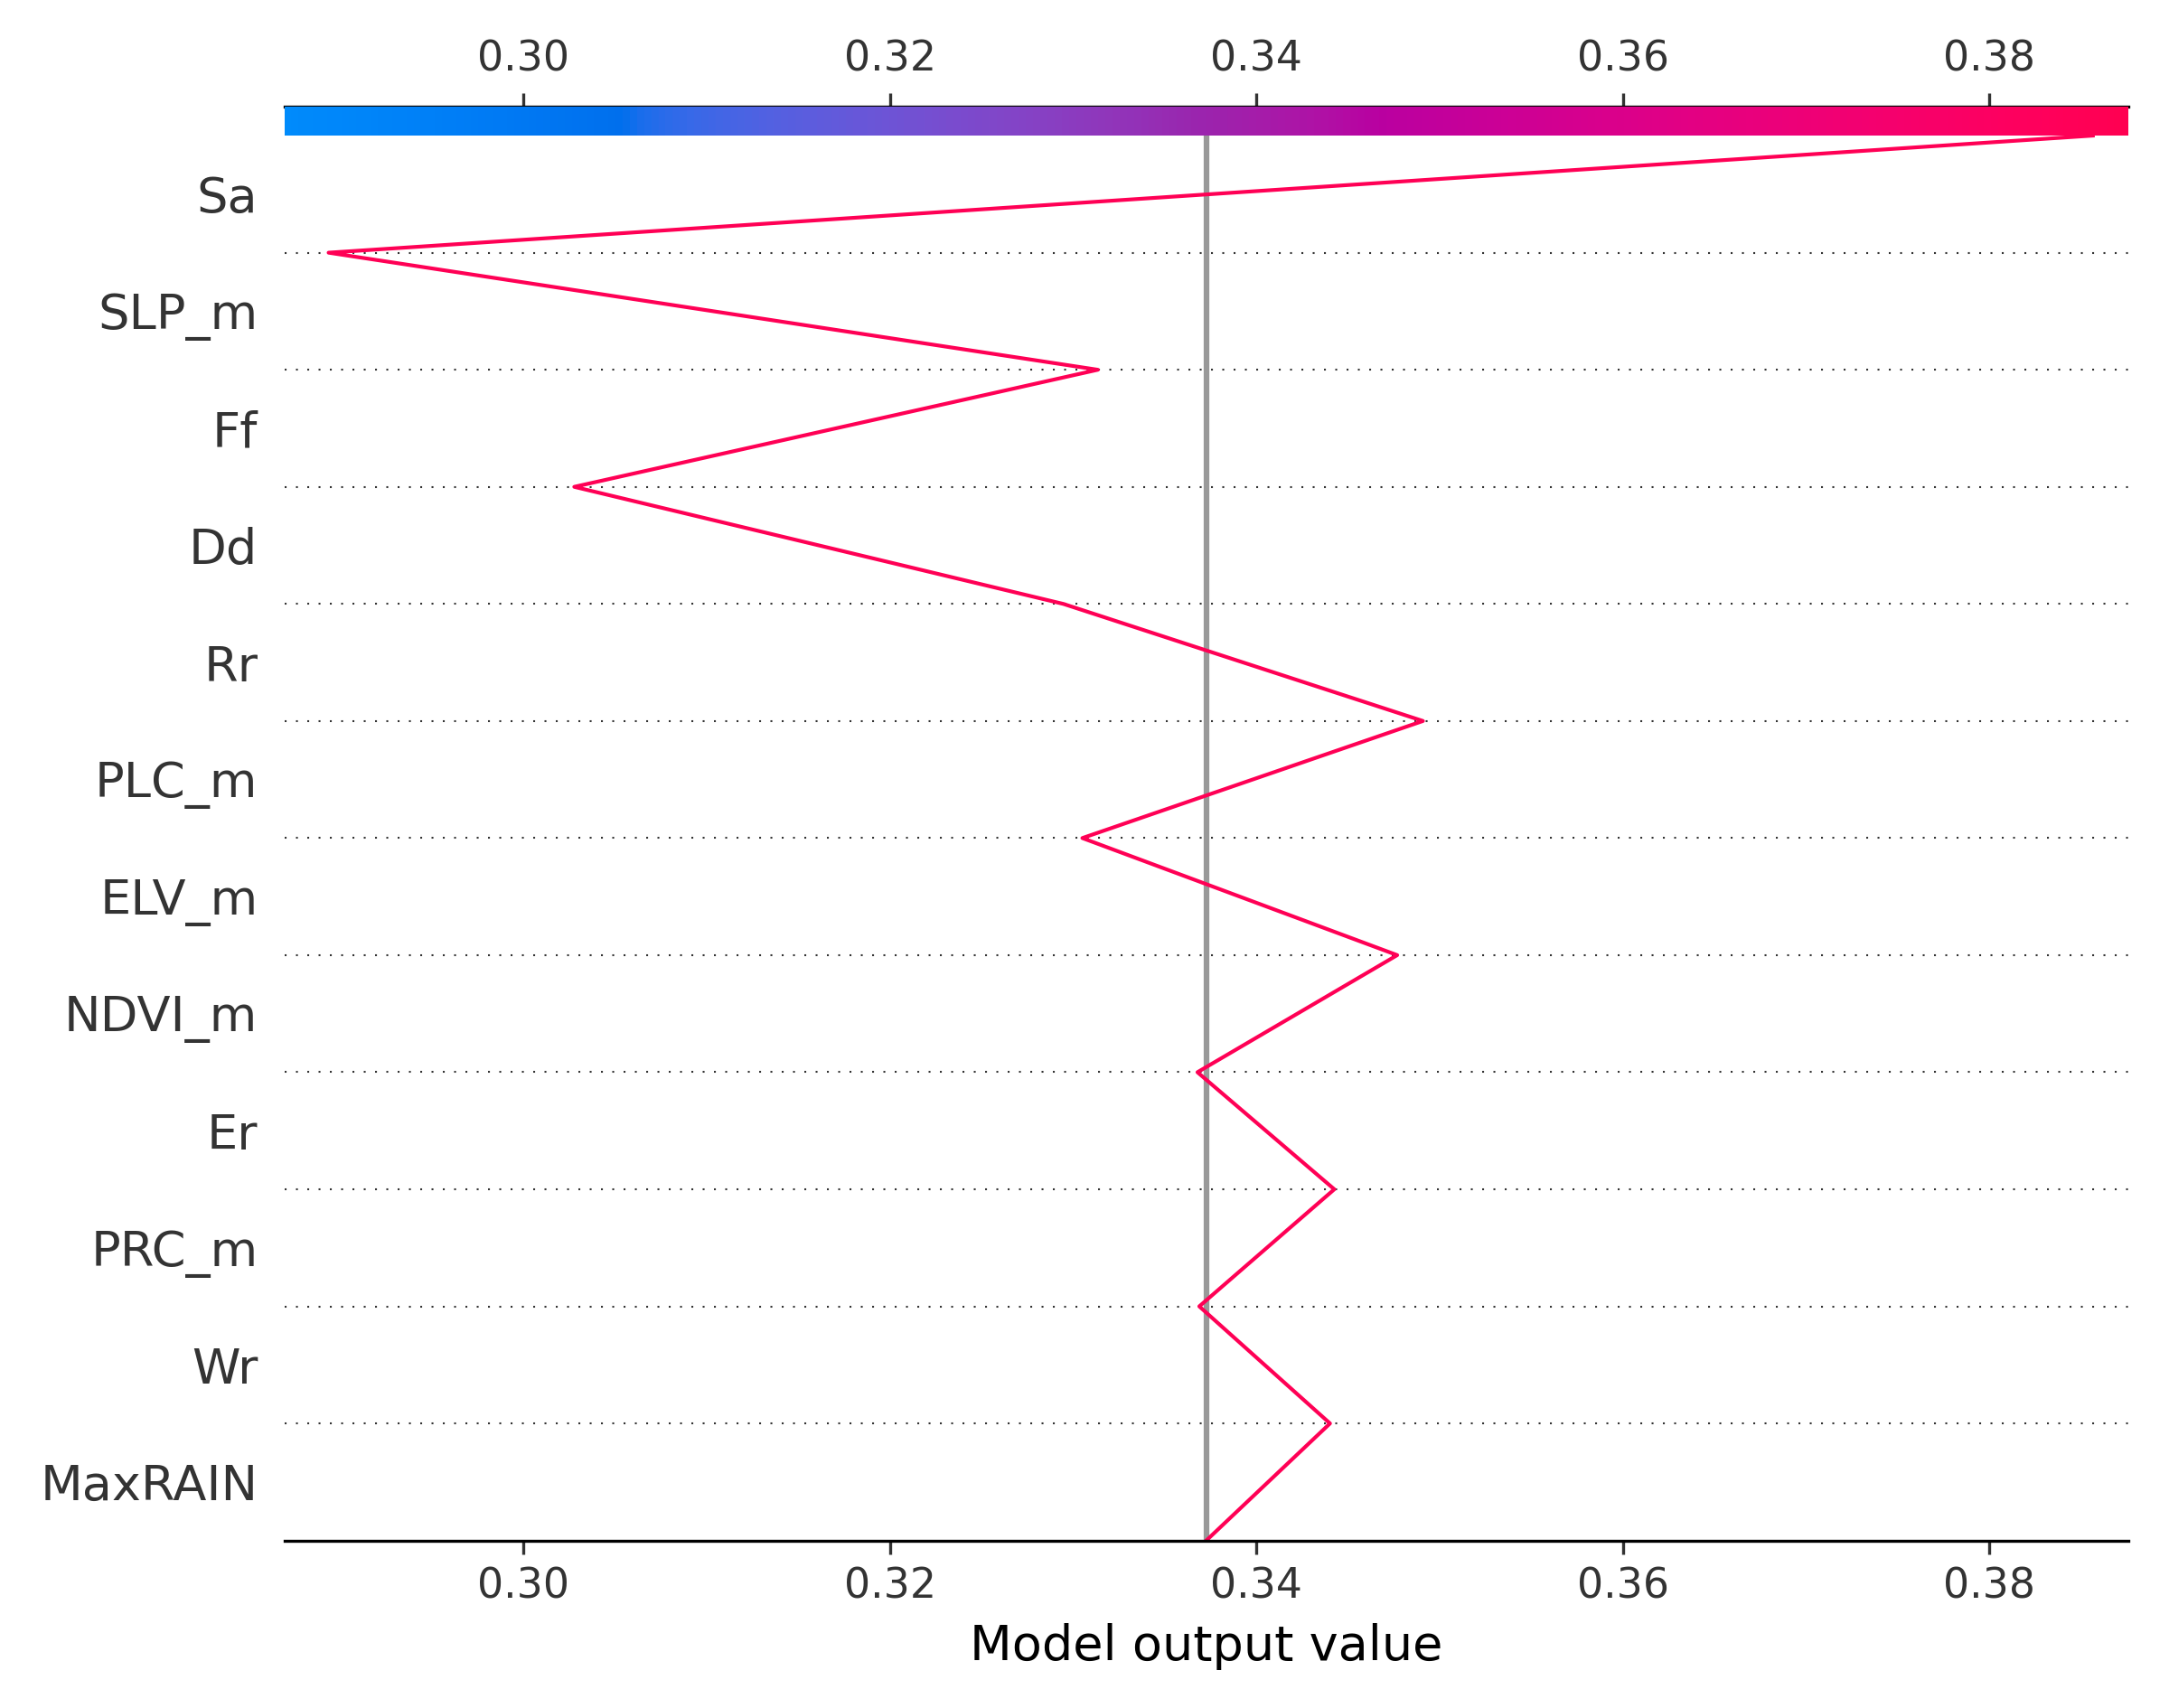 0.30 0.32 0.34 0.36 0.38
Sa
SLP_m
Ff
Dd
Rr
PLC_m
ELV_m
NDVI_m
Er
PRC_m
Wr
MaxRAIN
0.30 0.32 0.34 0.36 0.38
Model output value